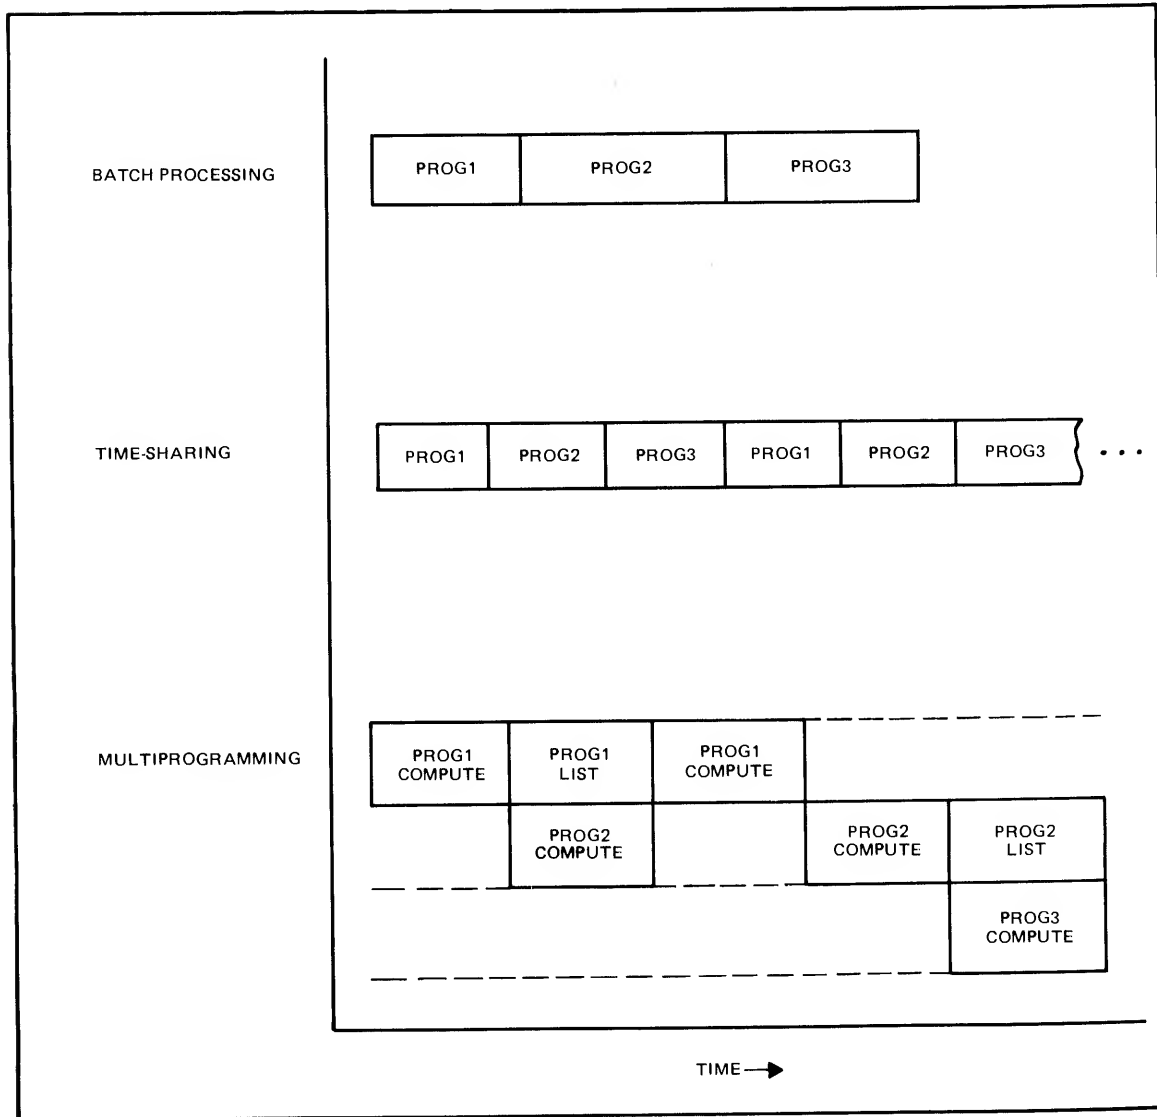 BATCH PROCESSING
PROG1 PROG2 PROG3
TIME-SHARING
PROG1 PROG2 PROG3 PROG1 PROG2 PROG3 ...
MULTIPROGRAMMING
PROG1
COMPUTE
PROG1
LIST
PROG1
COMPUTE
PROG2
COMPUTE
PROG2
COMPUTE
PROG2
LIST
PROG3
COMPUTE
TIME